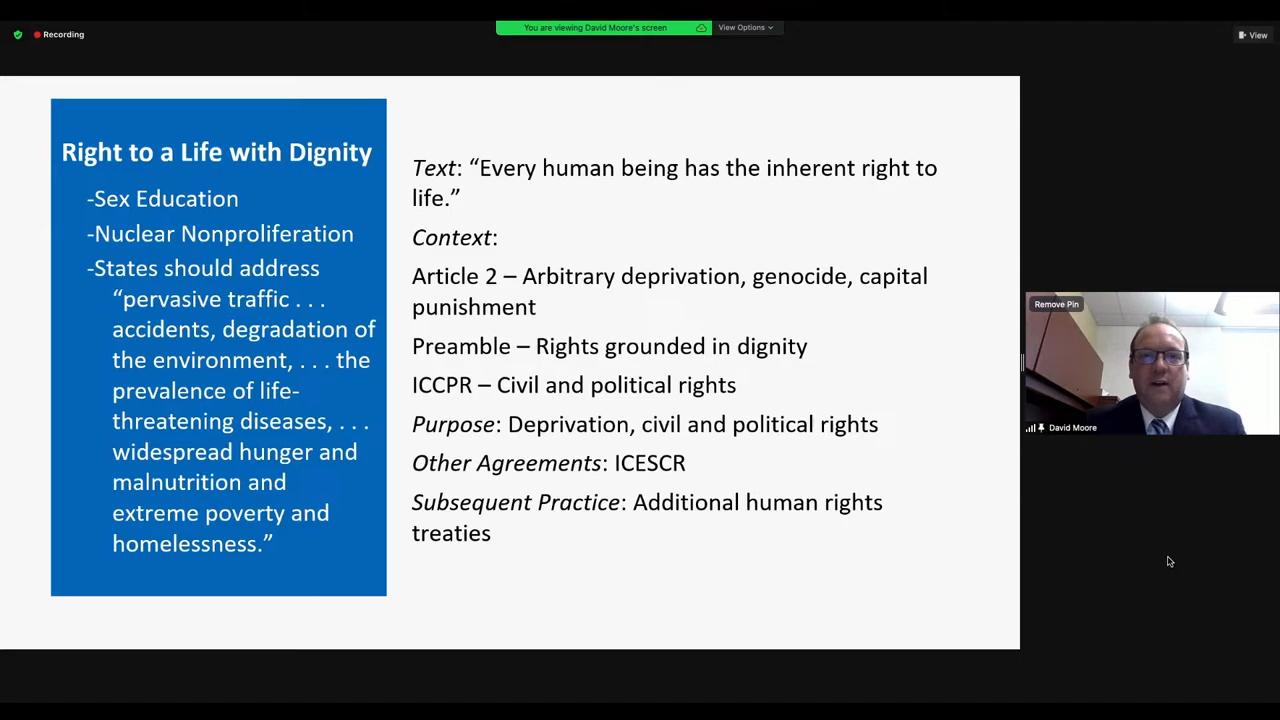 Recording
You are viewing David Moore's screen
View Options
View
Right to a Life with Dignity
-Sex Education
-Nuclear Nonproliferation
-States should address
“pervasive traffic . . .
accidents, degradation of
the environment, . . . the
prevalence of life-
threatening diseases, . . .
widespread hunger and
malnutrition and
extreme poverty and
homelessness.”
Text: “Every human being has the inherent right to
life.”
Context:
Article 2 – Arbitrary deprivation, genocide, capital
punishment
Preamble – Rights grounded in dignity
ICCPR – Civil and political rights
Purpose: Deprivation, civil and political rights
Other Agreements: ICESCR
Subsequent Practice: Additional human rights
treaties
Remove Pin
David Moore